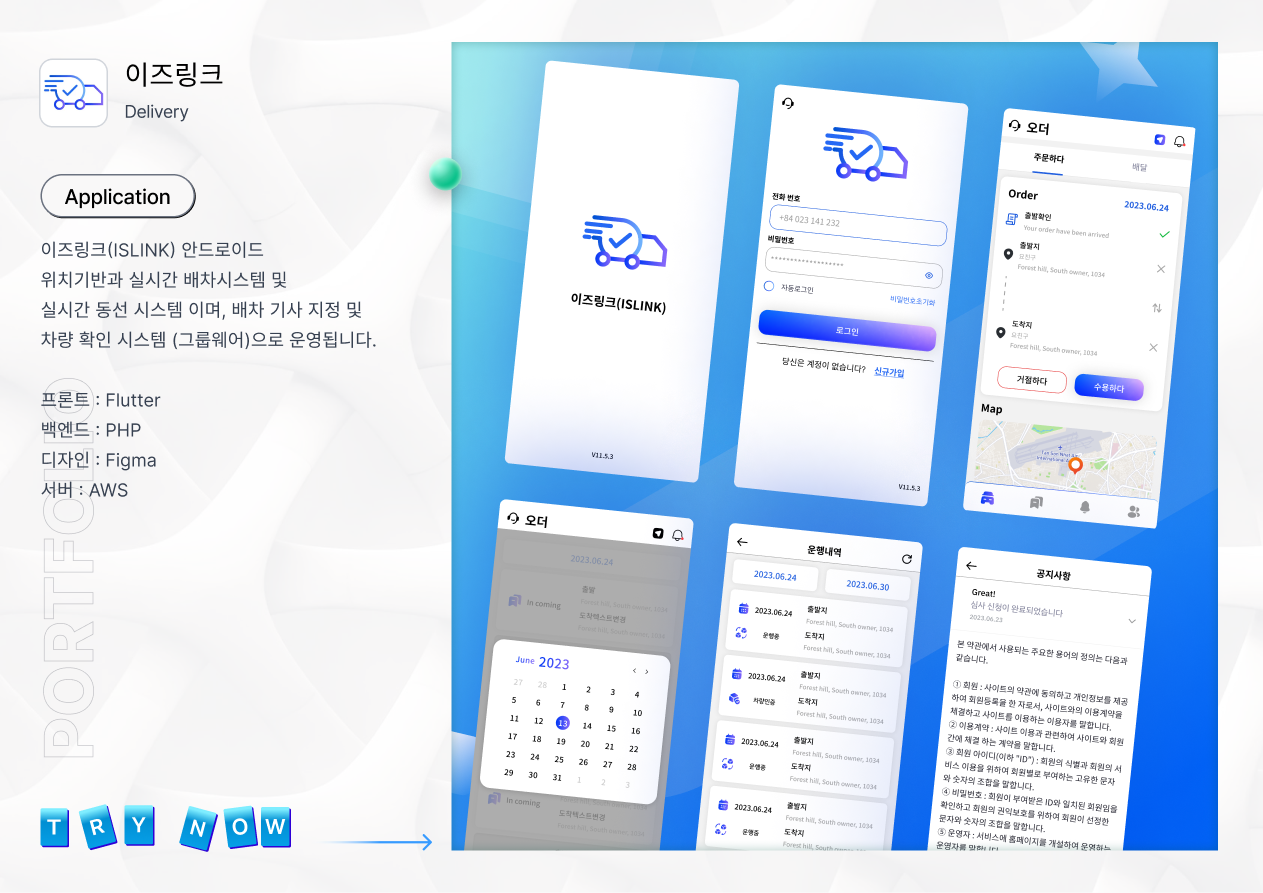 이즈링크
Delivery
Application
이즈링크(ISLINK) 안드로이드
위치기반과 실시간 배차시스템 및
실시간 동선 시스템 이며, 배차 기사 지정 및
차량 확인 시스템 (그룹웨어)으로 운영됩니다.
프론트 : Flutter
백엔드 : PHP
디자인 : Figma
서버 : AWS
PORTFOLIO
TRY NOW
이즈링크(ISLINK)
V11.5.3
전화 번호
+84 023 141 232
비밀번호
********************
자동로그인
비밀번호초기화
로그인
당신은 계정이 없습니까? 신규가입
V11.5.3
오더
주문하다
배달
Order
2023.06.24
출발확인
Your order have been arrived
출발지
요진구
Forest hill, South owner, 1034
도착지
요진구
Forest hill, South owner, 1034
거절하다
수용하다
Map
Tan Son Nhat Air
International
오더
2023.06.24
출발
In coming
Forest hill, South owner, 1034
도착텍스트변경
Forest hill, South owner, 1034
June 2023
27 28 1 2 3 4
5 6 7 8 9 10
11 12 13 14 15 16
17 18 19 20 21 22
23 24 25 26 27 28
29 30 31 1 2 3
In coming
Forest hill, South owner, 1034
도착텍스트변경
Forest hill, South owner, 1034
운행내역
2023.06.24
2023.06.30
2023.06.24
출발지
Forest hill, South owner, 1034
운행중
도착지
Forest hill, South owner, 1034
2023.06.24
출발지
Forest hill, South owner, 1034
차량인증
도착지
Forest hill, South owner, 1034
2023.06.24
출발지
Forest hill, South owner, 1034
운행중
도착지
Forest hill, South owner, 1034
2023.06.24
출발지
Forest hill, South owner, 1034
운행중
도착지
Forest hill, South owner, 1034
공지사항
Great!
심사 신청이 완료되었습니다
2023.06.23
본 약관에서 사용되는 주요한 용어의 정의는 다음과
같습니다.
① 회원 : 사이트의 약관에 동의하고 개인정보를 제공
하여 회원등록을 한 자로서, 사이트와의 이용계약을
체결하고 사이트를 이용하는 이용자를 말합니다.
② 이용계약 : 사이트 이용과 관련하여 사이트와 회원
간에 체결 하는 계약을 말합니다.
③ 회원 아이디(이하 "ID") : 회원의 식별과 회원의 서
비스 이용을 위하여 회원별로 부여하는 고유한 문자
와 숫자의 조합을 말합니다.
④ 비밀번호 : 회원이 부여받은 ID와 일치된 회원임을
확인하고 회원의 권익보호를 위하여 회원이 선정한
문자와 숫자의 조합을 말합니다.
⑤ 운영자 : 서비스에 홈페이지를 개설하여 운영하는
운영자를 말합니다.